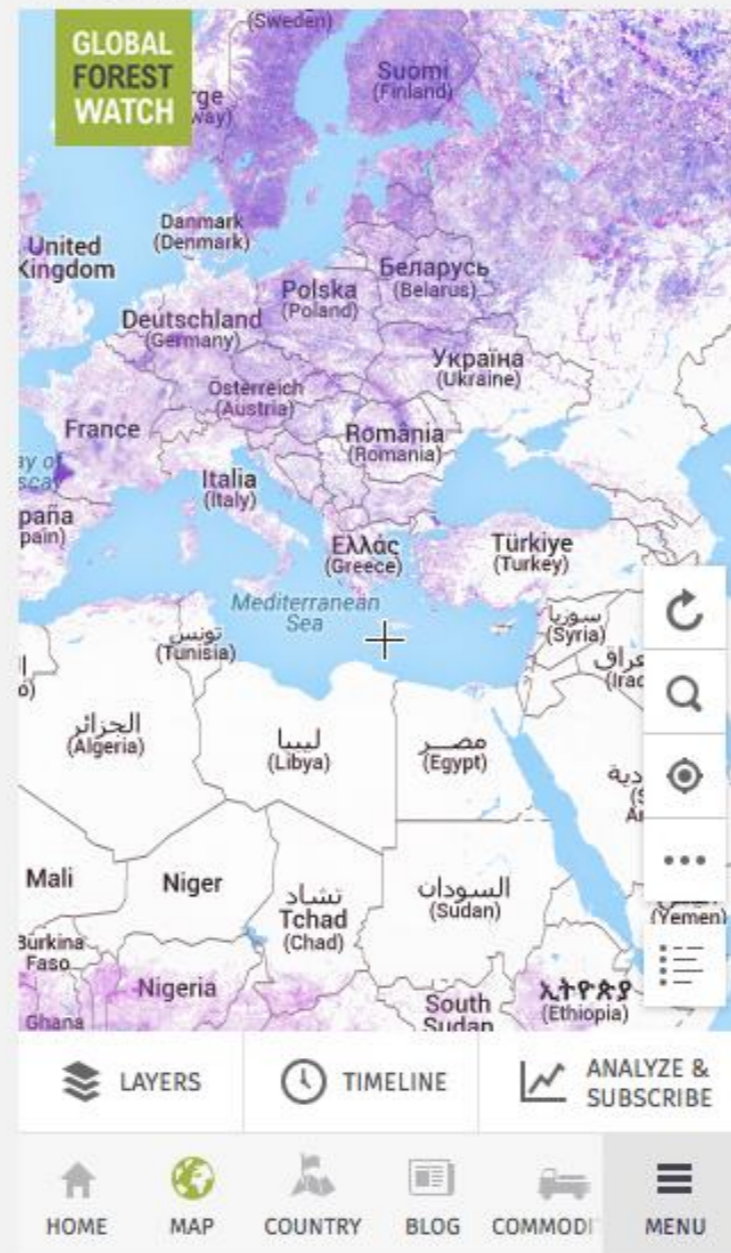 (Sweden)
GLOBAL
FOREST
WATCH
Suomi
(Finland)
Danmark
(Denmark)
United
Kingdom
Беларусь
(Belarus)
Polska
(Poland)
Deutschland
(Germany)
Україна
(Ukraine)
Österreich
(Austria)
France
România
(Romania)
Italia
(Italy)
Ελλάς
(Greece)
Türkiye
(Turkey)
Mediterranean
Sea
تونس
(Tunisia)
سوريا
(Syria)
الجزائر
(Algeria)
ليبيا
(Libya)
مصر
(Egypt)
Mali
Niger
تشاد
Tchad
(Chad)
السودان
(Sudan)
(Yemen)
Burkina
Faso
Nigeria
Ghana
South
Sudan
ኢትዮጵያ
(Ethiopia)
LAYERS
TIMELINE
ANALYZE &
SUBSCRIBE
HOME
MAP
COUNTRY
BLOG
COMMODI
MENU